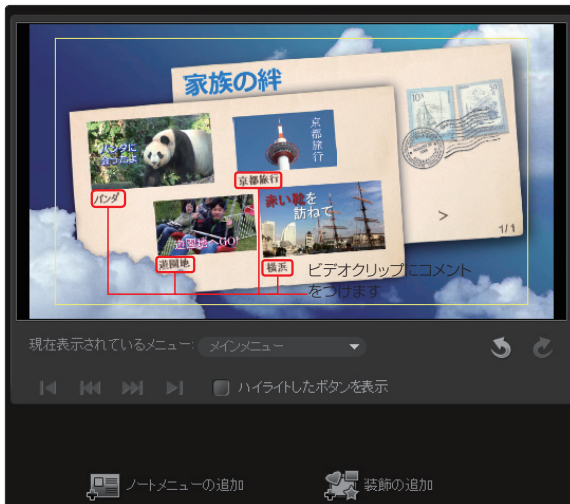 家族の絆
パンダに
会ったよ
パンダ
京都旅行
京都旅行
遊園地へGO!
遊園地
赤い靴を
訪ねて
横浜
ビデオクリップにコメント
をつけます
>
1/1
現在表示されているメニュー:
メインメニュー
ハイライトしたボタンを表示
ノートメニューの追加
装飾の追加